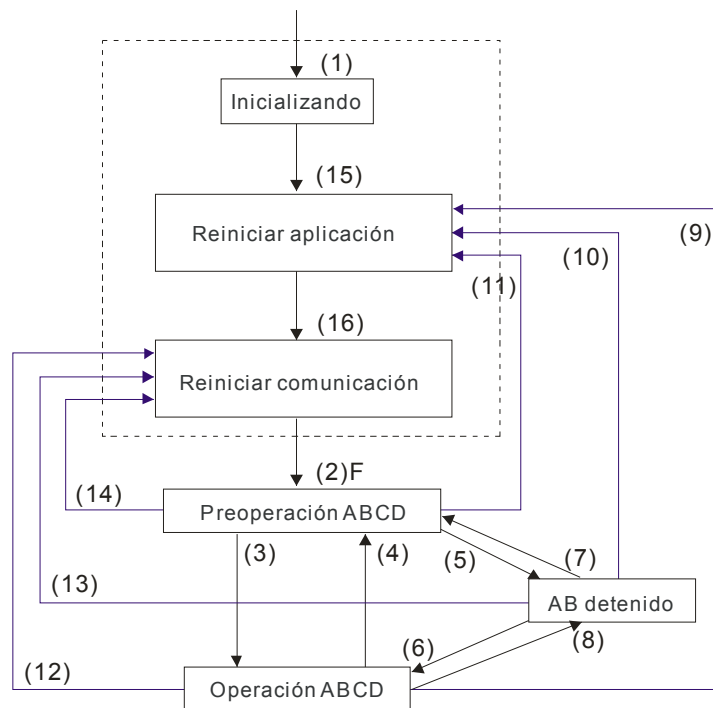 (1)
Inicializando
(15)
Reiniciar aplicación
(9)
(10)
(11)
(16)
Reiniciar comunicación
(2)F
(14)
Preoperación ABCD
(3)
(4)
(5)
(7)
(13)
AB detenido
(6)
(8)
(12)
Operación ABCD